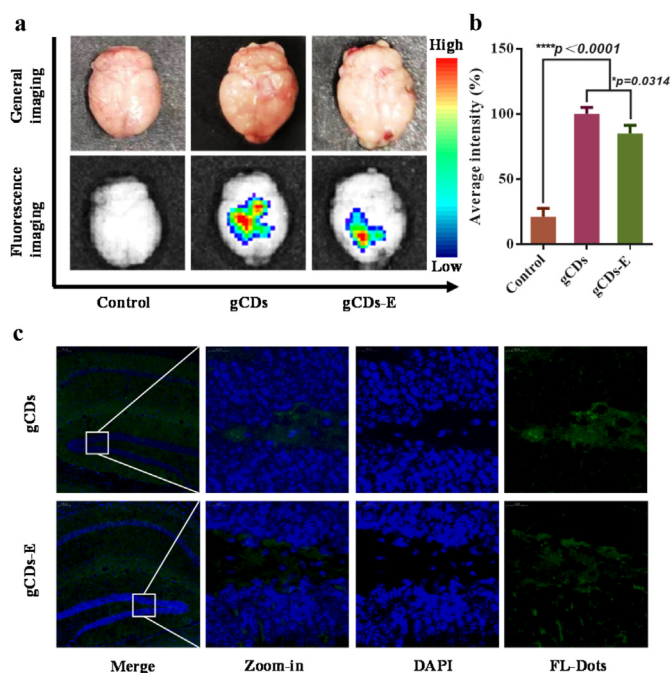 a
General
imaging
Fluorescence
imaging
High
Low
Control
gCDs
gCDs-E
b
Average intensity (%)
150
100
50
0
****p<0.0001
*p=0.0314
Control
gCDs
gCDs-E
c
gCDs
gCDs-E
Merge
Zoom-in
DAPI
FL-Dots